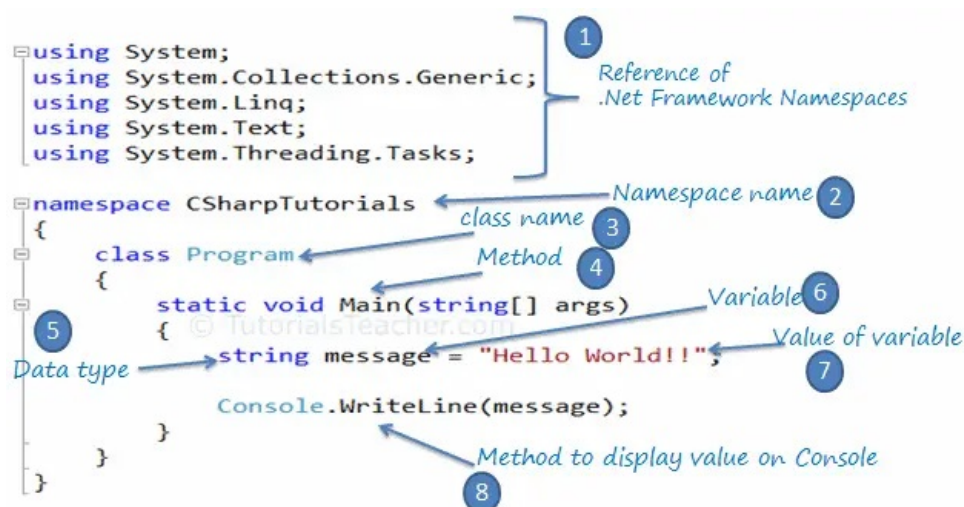 using System;
using System.Collections.Generic;
using System.Linq;
using System.Text;
using System.Threading.Tasks;
1
Reference of
.Net Framework Namespaces
namespace CSharpTutorials
Namespace name 2
{
class name 3
class Program
{
Method 4
static void Main(string[] args)
Variable 6
© TutorialsTeacher.com
{
5
Data type
string message = "Hello World!!";
Value of variable
7
Console.WriteLine(message);
}
}
Method to display value on Console
8
}